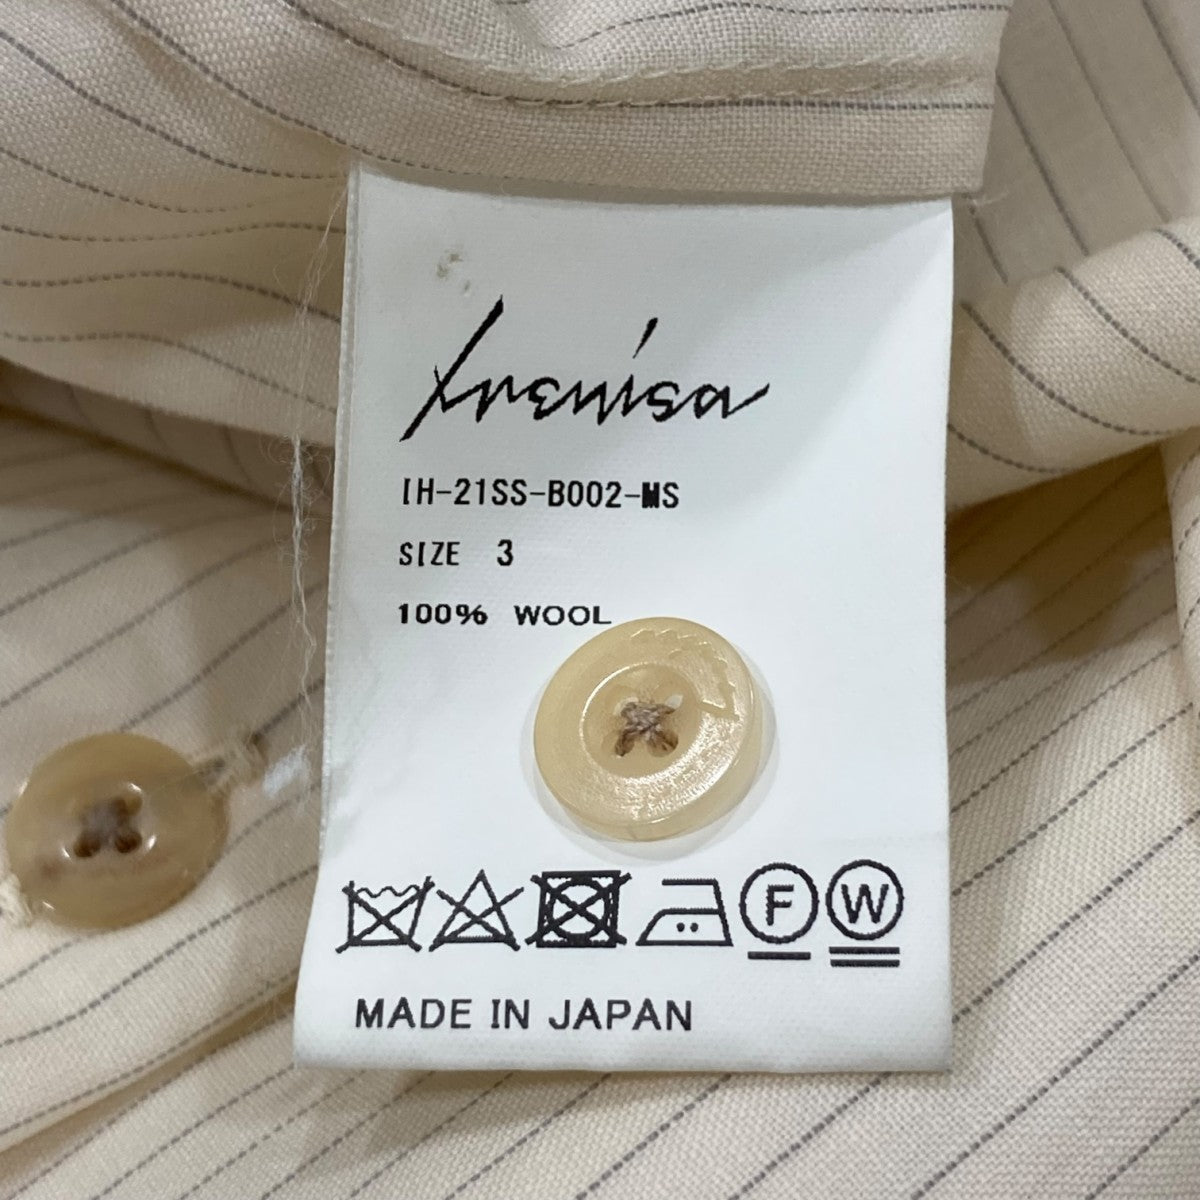 Irenisa
IH-21SS-B002-MS
SIZE 3
100% WOOL
F W
MADE IN JAPAN